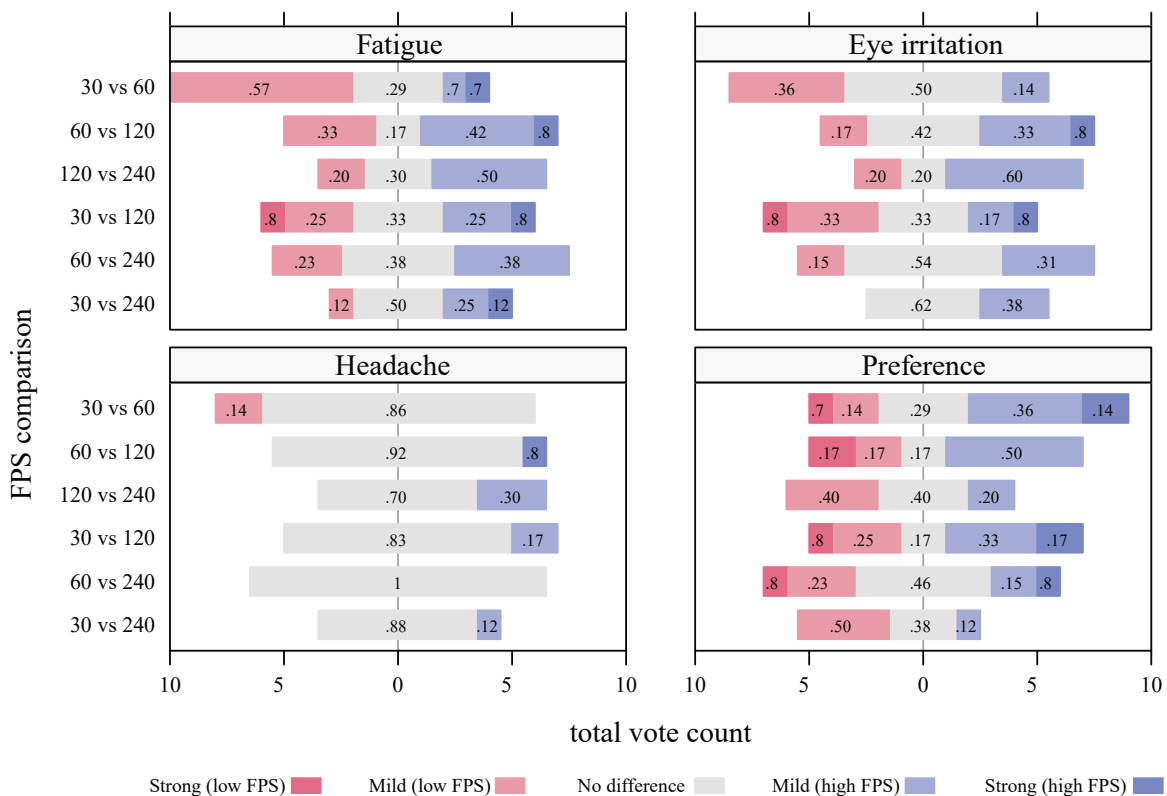 Fatigue
30 vs 60 .57 .29 .7 .7
60 vs 120 .33 .17 .42 .8
120 vs 240 .20 .30 .50
30 vs 120 .8 .25 .33 .25 .8
60 vs 240 .23 .38 .38
30 vs 240 .12 .50 .25 .12
Eye irritation
.36 .50 .14
.17 .42 .33 .8
.20 .20 .60
.8 .33 .33 .17 .8
.15 .54 .31
.62 .38
FPS comparison
Headache
30 vs 60 .14 .86
60 vs 120 .92 .8
120 vs 240 .70 .30
30 vs 120 .83 .17
60 vs 240 1
30 vs 240 .88 .12
Preference
.7 .14 .29 .36 .14
.17 .17 .17 .50
.40 .40 .20
.8 .25 .17 .33 .17
.8 .23 .46 .15 .8
.50 .38 .12
10 5 0 5 10
10 5 0 5 10
total vote count
Strong (low FPS) Mild (low FPS) No difference Mild (high FPS) Strong (high FPS)